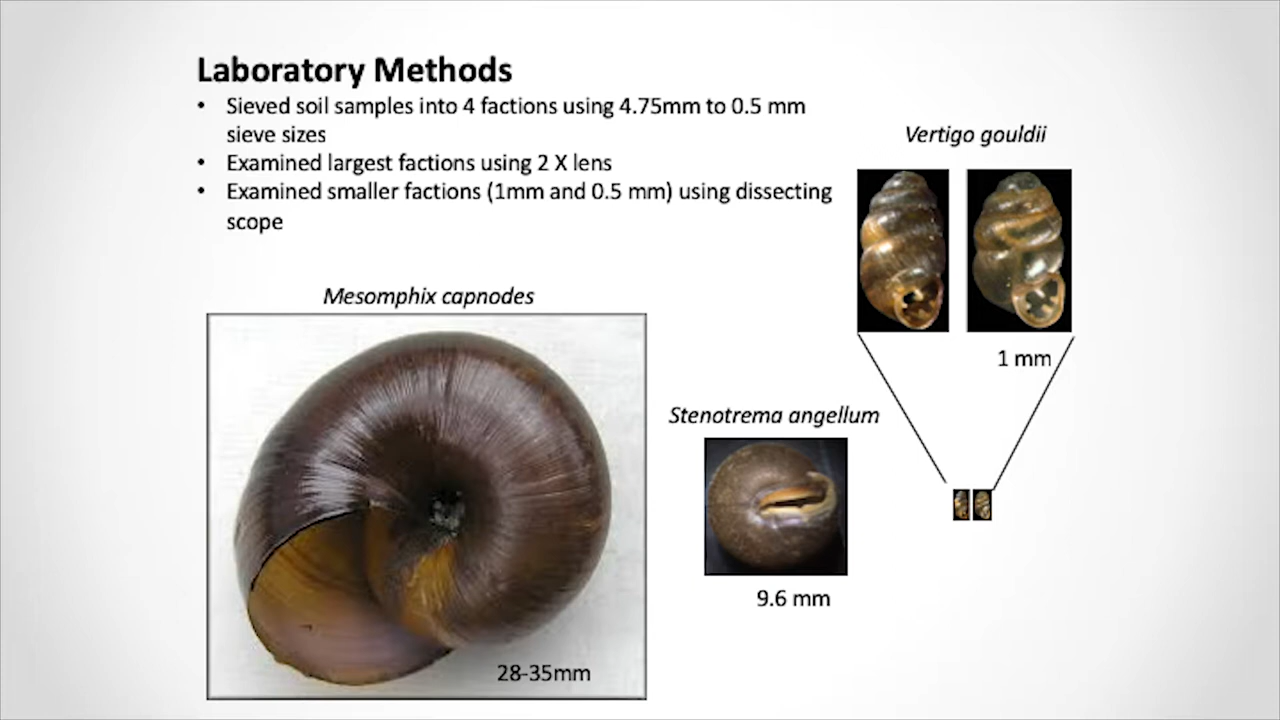 Laboratory Methods
• Sieved soil samples into 4 factions using 4.75mm to 0.5 mm
sieve sizes
• Examined largest factions using 2 X lens
• Examined smaller factions (1mm and 0.5 mm) using dissecting
scope
Vertigo gouldii
1 mm
Mesomphix capnodes
28-35mm
Stenotrema angellum
9.6 mm